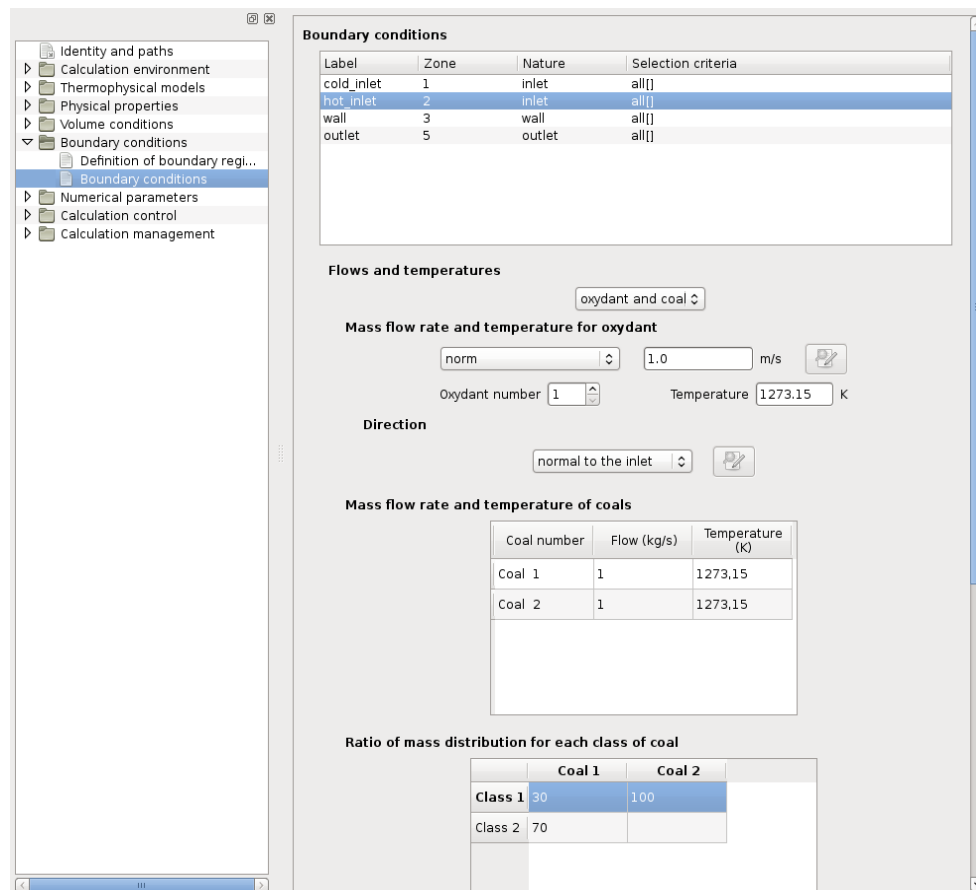 Identity and paths
Calculation environment
Thermophysical models
Physical properties
Volume conditions
Boundary conditions
Definition of boundary regi...
Boundary conditions
Numerical parameters
Calculation control
Calculation management
Boundary conditions
Label Zone Nature Selection criteria
cold_inlet 1 inlet all[]
hot_inlet 2 inlet all[]
wall 3 wall all[]
outlet 5 outlet all[]
Flows and temperatures
oxydant and coal
Mass flow rate and temperature for oxydant
norm 1.0 m/s
Oxydant number 1 Temperature 1273.15 K
Direction
normal to the inlet
Mass flow rate and temperature of coals
Coal number Flow (kg/s) Temperature
(K)
Coal 1 1 1273,15
Coal 2 1 1273,15
Ratio of mass distribution for each class of coal
Coal 1 Coal 2
Class 1 30 100
Class 2 70